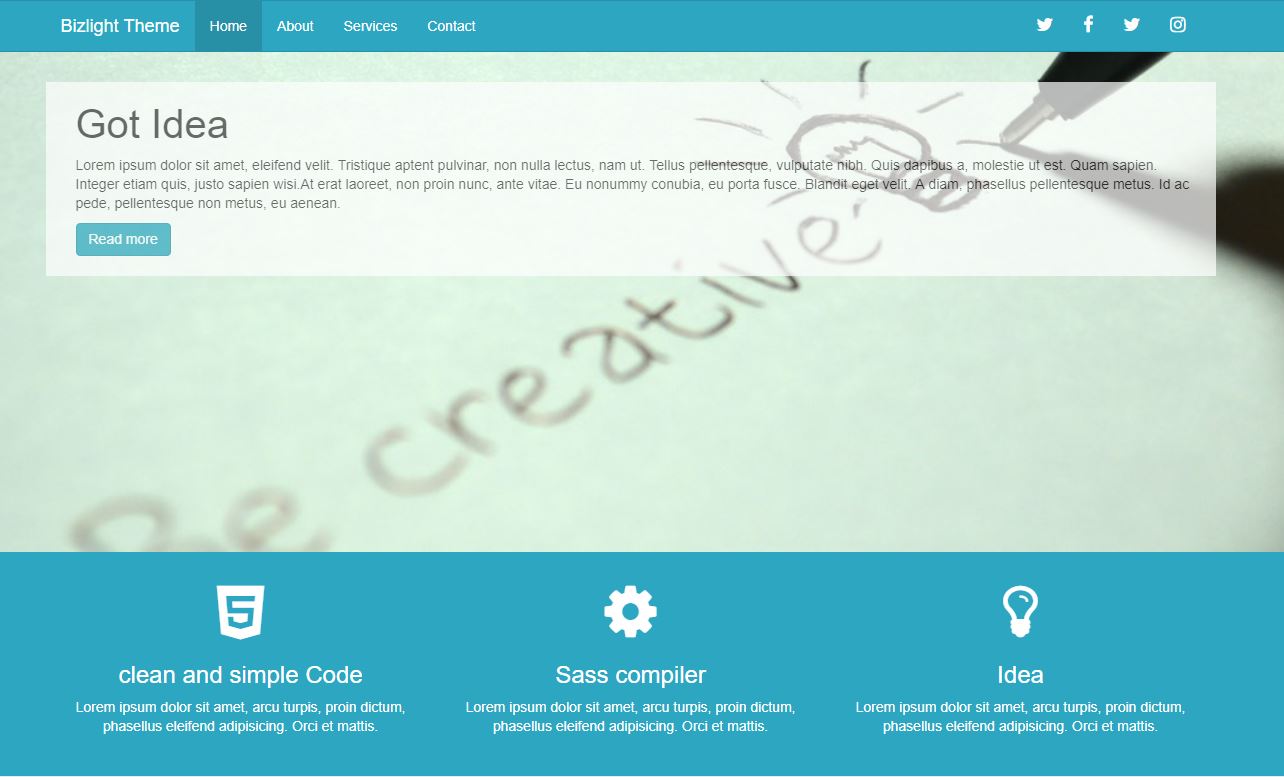 Bizlight Theme Home About Services Contact
Got Idea
Lorem ipsum dolor sit amet, eleifend velit. Tristique aptent pulvinar, non nulla lectus, nam ut. Tellus pellentesque, vulputate nibh. Quis dapibus a, molestie ut est. Quam sapien.
Integer etiam quis, justo sapien wisi.At erat laoreet, non proin nunc, ante vitae. Eu nonummy conubia, eu porta fusce. Blandit eget velit. A diam, phasellus pellentesque metus. Id ac
pede, pellentesque non metus, eu aenean.
Read more
Be creative
clean and simple Code
Lorem ipsum dolor sit amet, arcu turpis, proin dictum,
phasellus eleifend adipisicing. Orci et mattis.
Sass compiler
Lorem ipsum dolor sit amet, arcu turpis, proin dictum,
phasellus eleifend adipisicing. Orci et mattis.
Idea
Lorem ipsum dolor sit amet, arcu turpis, proin dictum,
phasellus eleifend adipisicing. Orci et mattis.